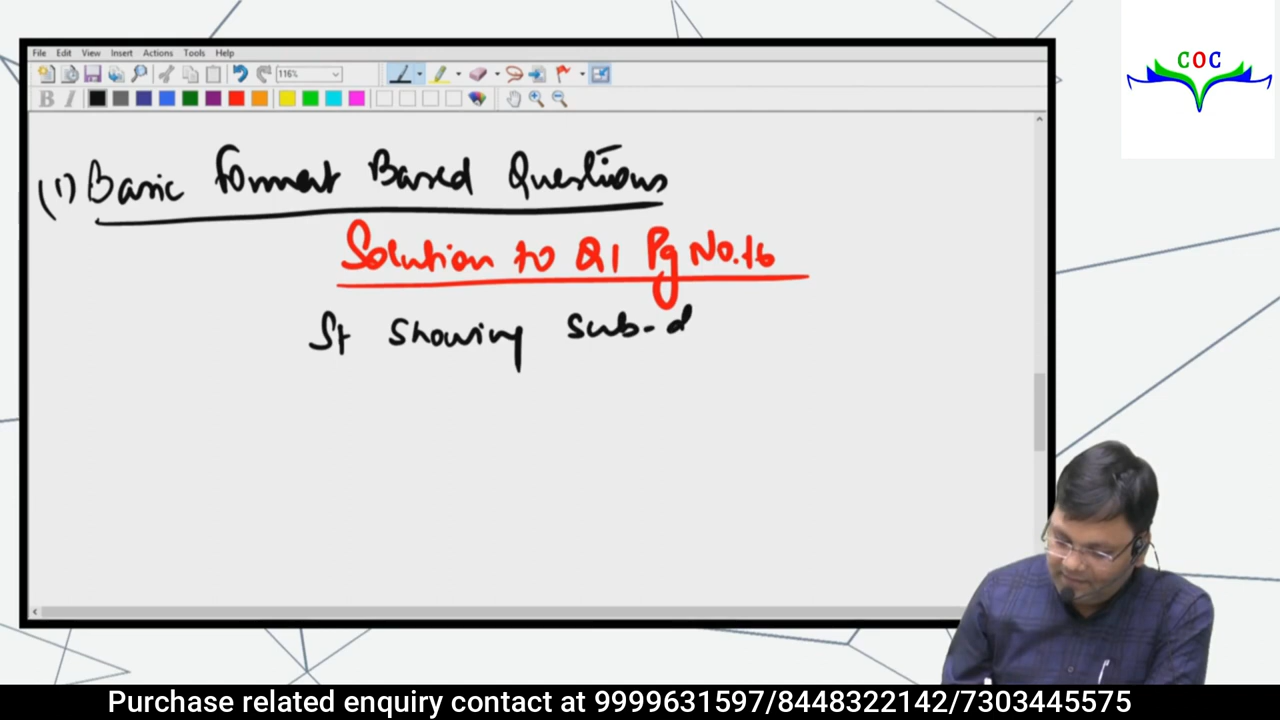 File Edit View Insert Actions Tools Help
116%
B I
COC
(1) Basic Format Based Questions
Solution to Q1 Pg No.16
St showing sub-d
Purchase related enquiry contact at 9999631597/8448322142/7303445575